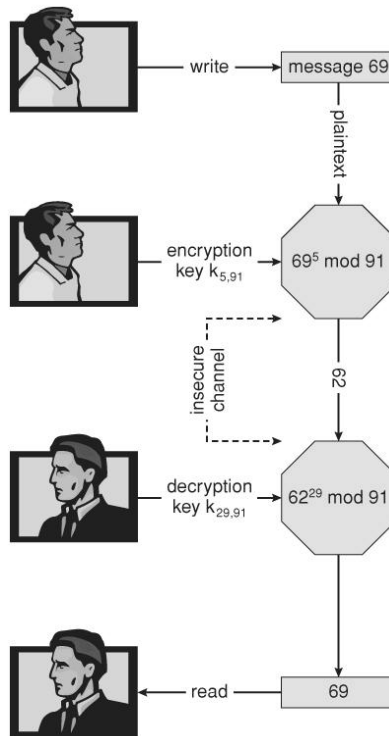 write
message 69
plaintext
encryption
key k₅,₉₁
69⁵ mod 91
insecure
channel
62
decryption
key k₂₉,₉₁
62²⁹ mod 91
read
69